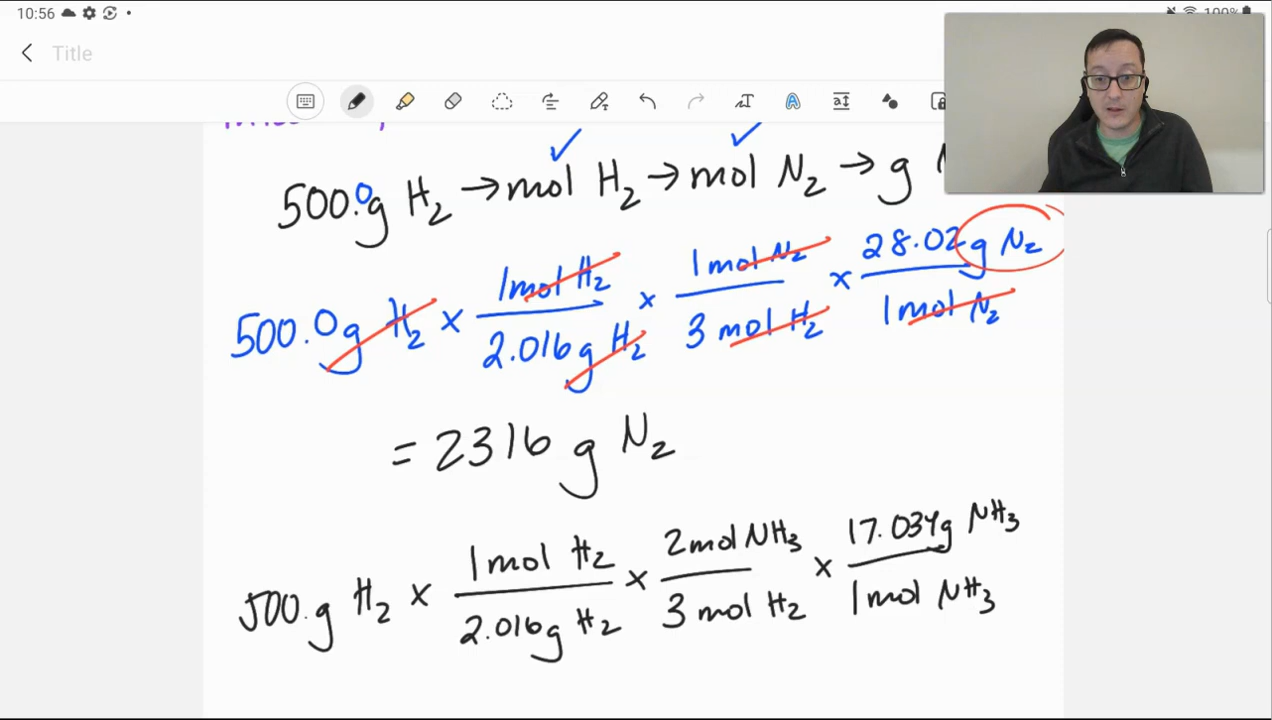 10:56 100%
Title
500.0g H₂ → mol H₂ → mol N₂ → g
500.0g H₂ x 1mol H₂ / 2.016g H₂ x 1mol N₂ / 3 mol H₂ x 28.02g N₂ / 1mol N₂
= 2316 g N₂
500.g H₂ x 1mol H₂ / 2.016g H₂ x 2mol NH₃ / 3 mol H₂ x 17.034g NH₃ / 1mol NH₃